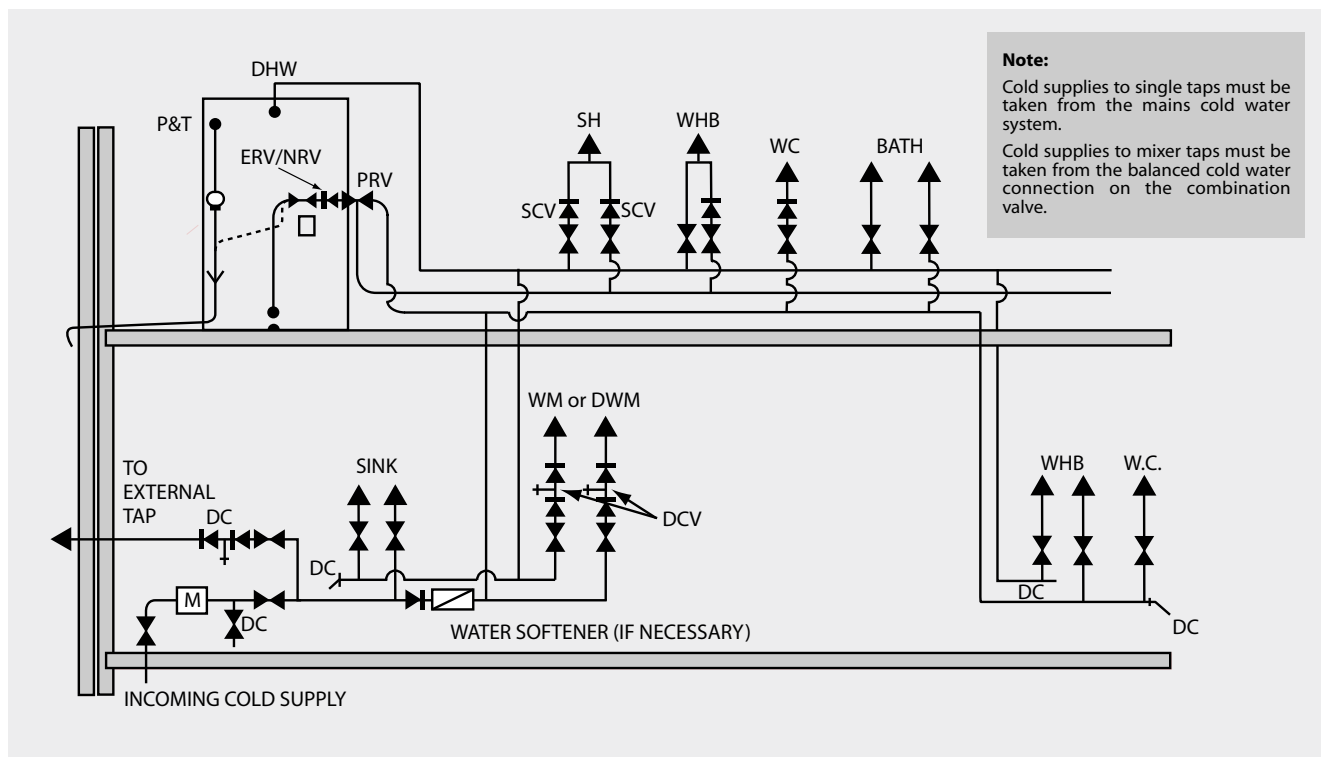 DHW
P&T
ERV/NRV
PRV
SH
WHB
WC
BATH
SCV
SCV
Note:
Cold supplies to single taps must be
taken from the mains cold water
system.
Cold supplies to mixer taps must be
taken from the balanced cold water
connection on the combination
valve.
WM or DWM
TO
EXTERNAL
TAP
DC
SINK
DCV
WHB
W.C.
DC
M
DC
DC
DC
WATER SOFTENER (IF NECESSARY)
INCOMING COLD SUPPLY